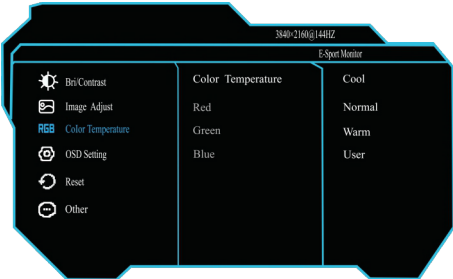 3840×2160@144HZ
E-Sport Monitor
Bri/Contrast
Image Adjust
RGB Color Temperature
OSD Setting
Reset
Other
Color Temperature
Red
Green
Blue
Cool
Normal
Warm
User